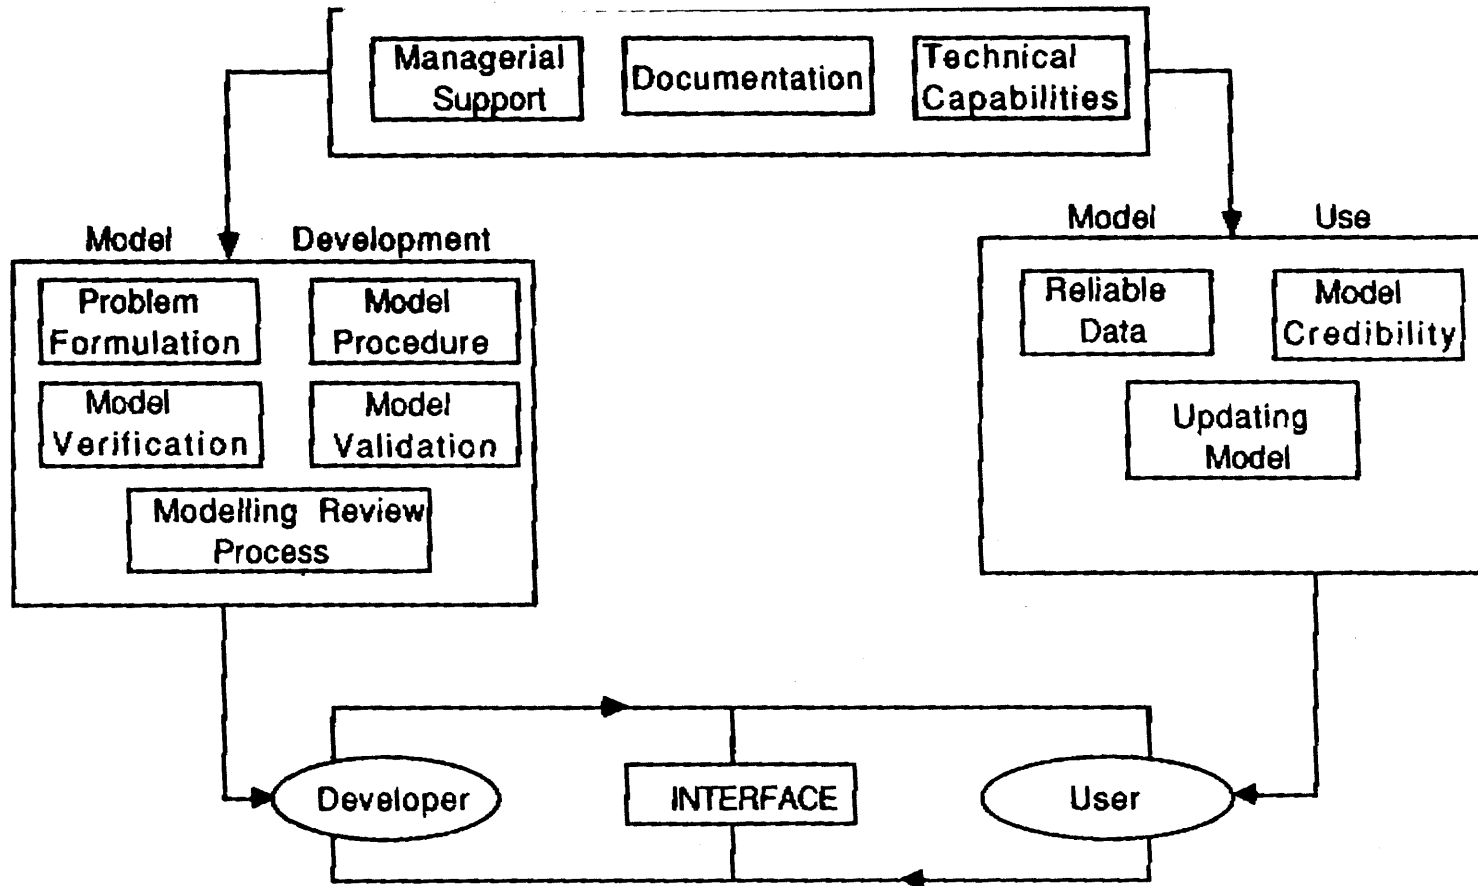 Managerial
Support
Documentation
Technical
Capabilities
Model Development
Problem
Formulation
Model
Procedure
Model
Verification
Model
Validation
Modelling Review
Process
Model Use
Reliable
Data
Model
Credibility
Updating
Model
Developer
INTERFACE
User